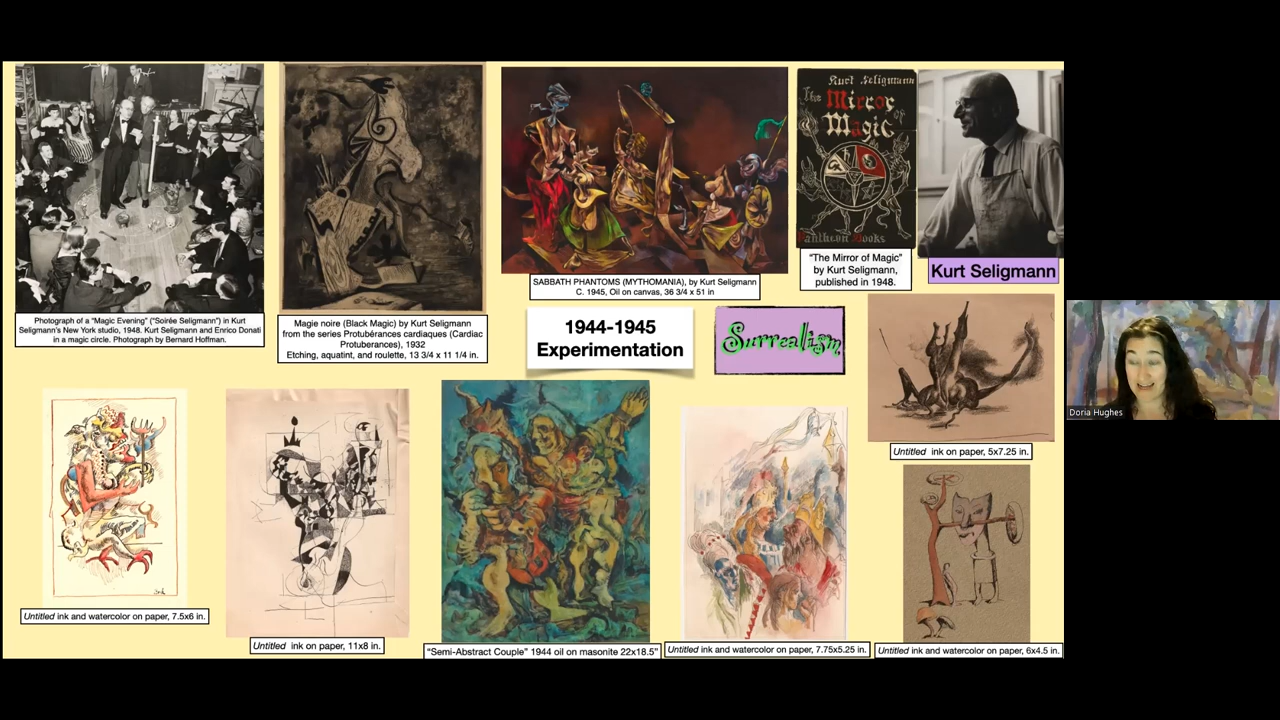 Kurt Seligmann
The
Mirror
of
Magic
Pantheon Books
Photograph of a “Magic Evening” (“Soirée Seligmann”) in Kurt
Seligmann’s New York studio, 1948. Kurt Seligmann and Enrico Donati
in a magic circle. Photograph by Bernard Hoffman.
Magie noire (Black Magic) by Kurt Seligmann
from the series Protubérances cardiaques (Cardiac
Protuberances), 1932
Etching, aquatint, and roulette, 13 3/4 x 11 1/4 in.
SABBATH PHANTOMS (MYTHOMANIA), by Kurt Seligmann
C. 1945, Oil on canvas, 36 3/4 x 51 in
“The Mirror of Magic”
by Kurt Seligmann,
published in 1948.
Kurt Seligmann
1944-1945
Experimentation
Surrealism
Doria Hughes
Untitled ink on paper, 5x7.25 in.
Untitled ink and watercolor on paper, 7.5x6 in.
Untitled ink on paper, 11x8 in.
“Semi-Abstract Couple” 1944 oil on masonite 22x18.5”
Untitled ink and watercolor on paper, 7.75x5.25 in.
Untitled ink and watercolor on paper, 6x4.5 in.